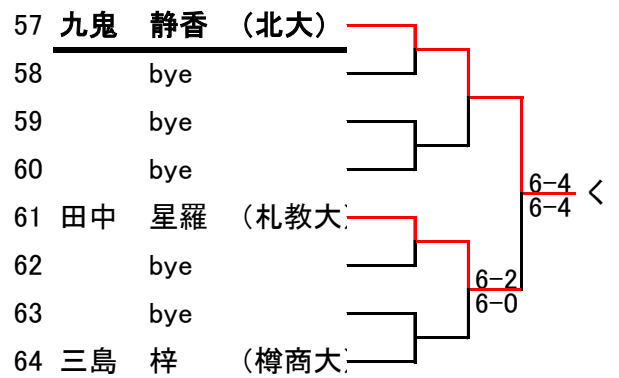 57 九鬼 静香 (北大)
58 bye
59 bye
60 bye
6-4
6-4 く
61 田中 星羅 (札教大)
62 bye
6-2
6-0
63 bye
64 三島 梓 (樽商大)